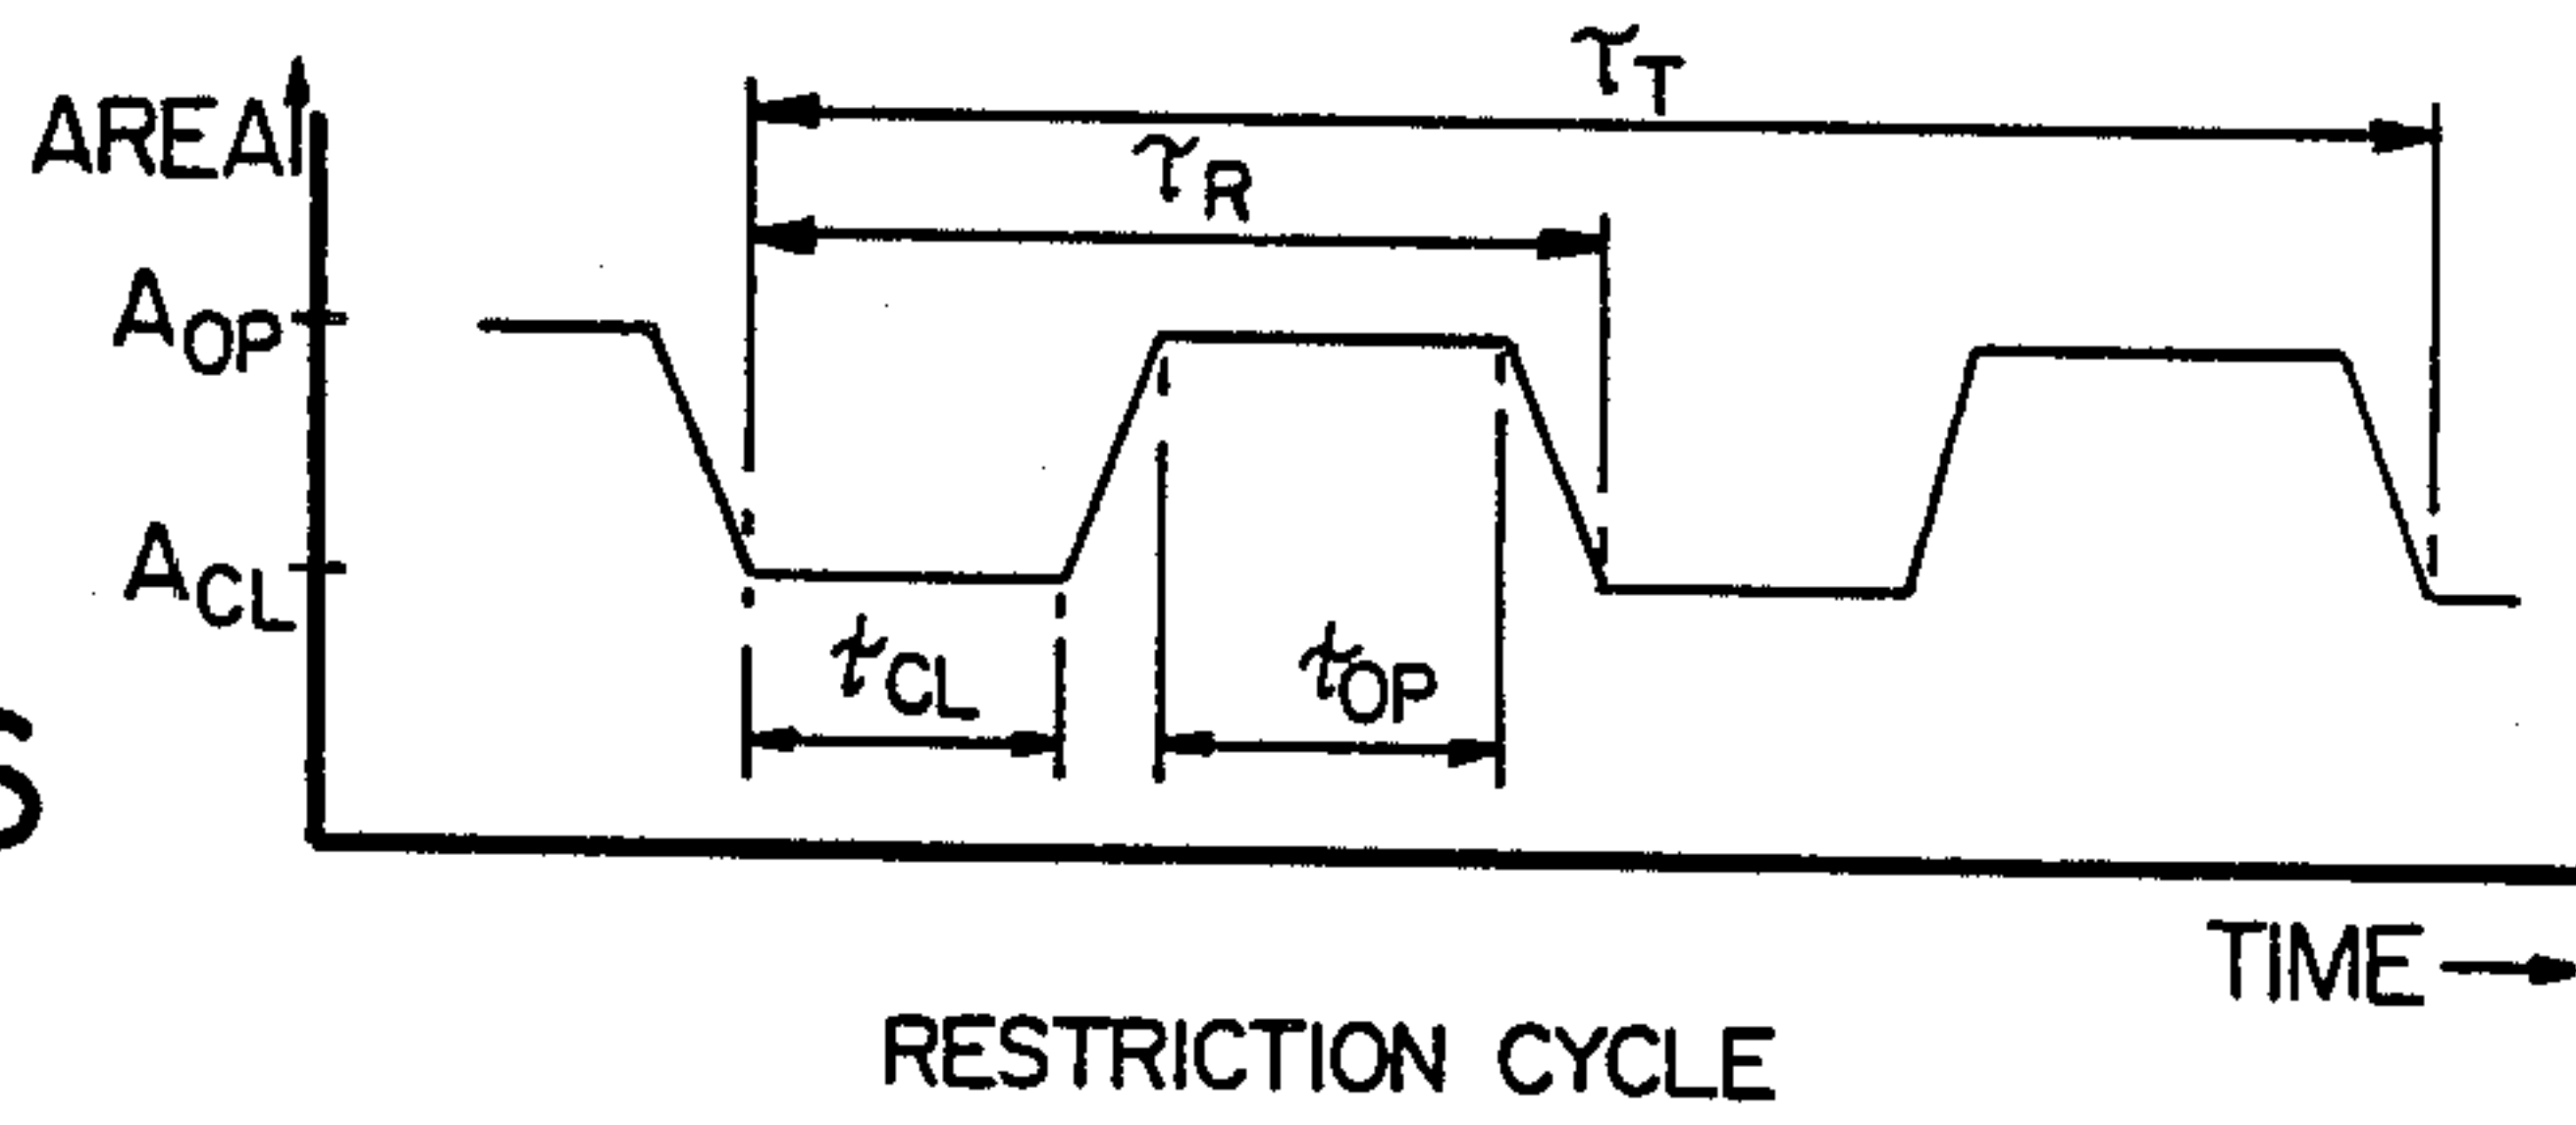 τT
AREA
τR
AOP
ACL
tCL
tOP
S
TIME
RESTRICTION CYCLE